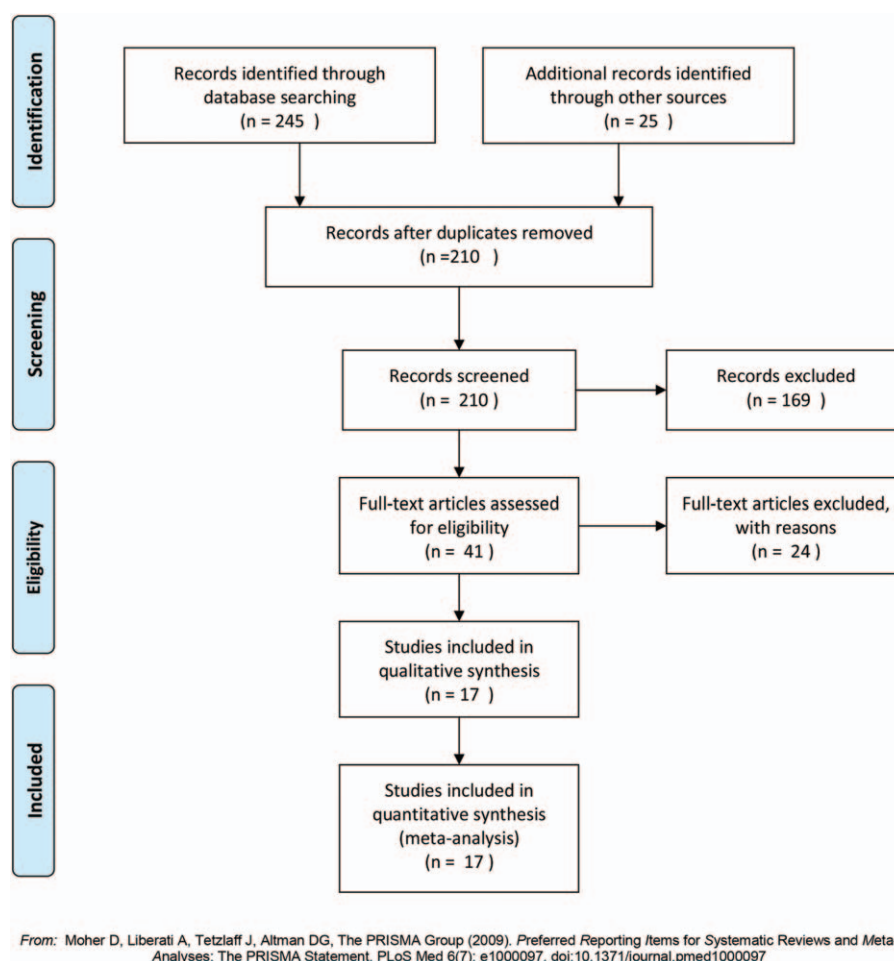 Identification
Records identified through
database searching
(n = 245 )
Additional records identified
through other sources
(n = 25 )
Records after duplicates removed
(n =210 )
Screening
Records screened
(n = 210 )
Records excluded
(n = 169 )
Eligibility
Full-text articles assessed
for eligibility
(n = 41 )
Full-text articles excluded,
with reasons
(n = 24 )
Studies included in
qualitative synthesis
(n = 17 )
Included
Studies included in
quantitative synthesis
(meta-analysis)
(n = 17 )
From: Moher D, Liberati A, Tetzlaff J, Altman DG, The PRISMA Group (2009). Preferred Reporting Items for Systematic Reviews and Meta
Analyses: The PRISMA Statement. PLoS Med 6(7): e1000097. doi:10.1371/journal.pmed1000097